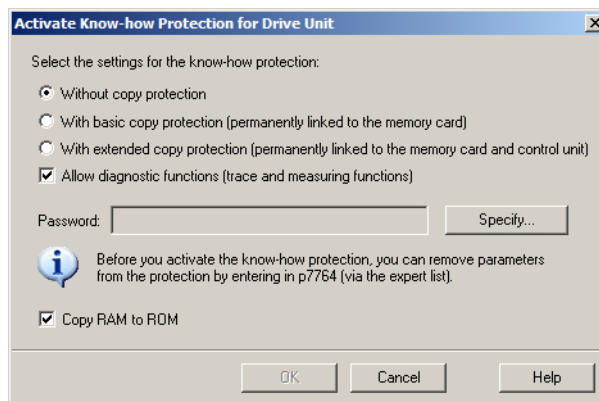 Activate Know-how Protection for Drive Unit
Select the settings for the know-how protection:
Without copy protection
With basic copy protection (permanently linked to the memory card)
With extended copy protection (permanently linked to the memory card and control unit)
Allow diagnostic functions (trace and measuring functions)
Password:
Specify...
Before you activate the know-how protection, you can remove parameters
from the protection by entering in p7764 (via the expert list).
Copy RAM to ROM
OK
Cancel
Help